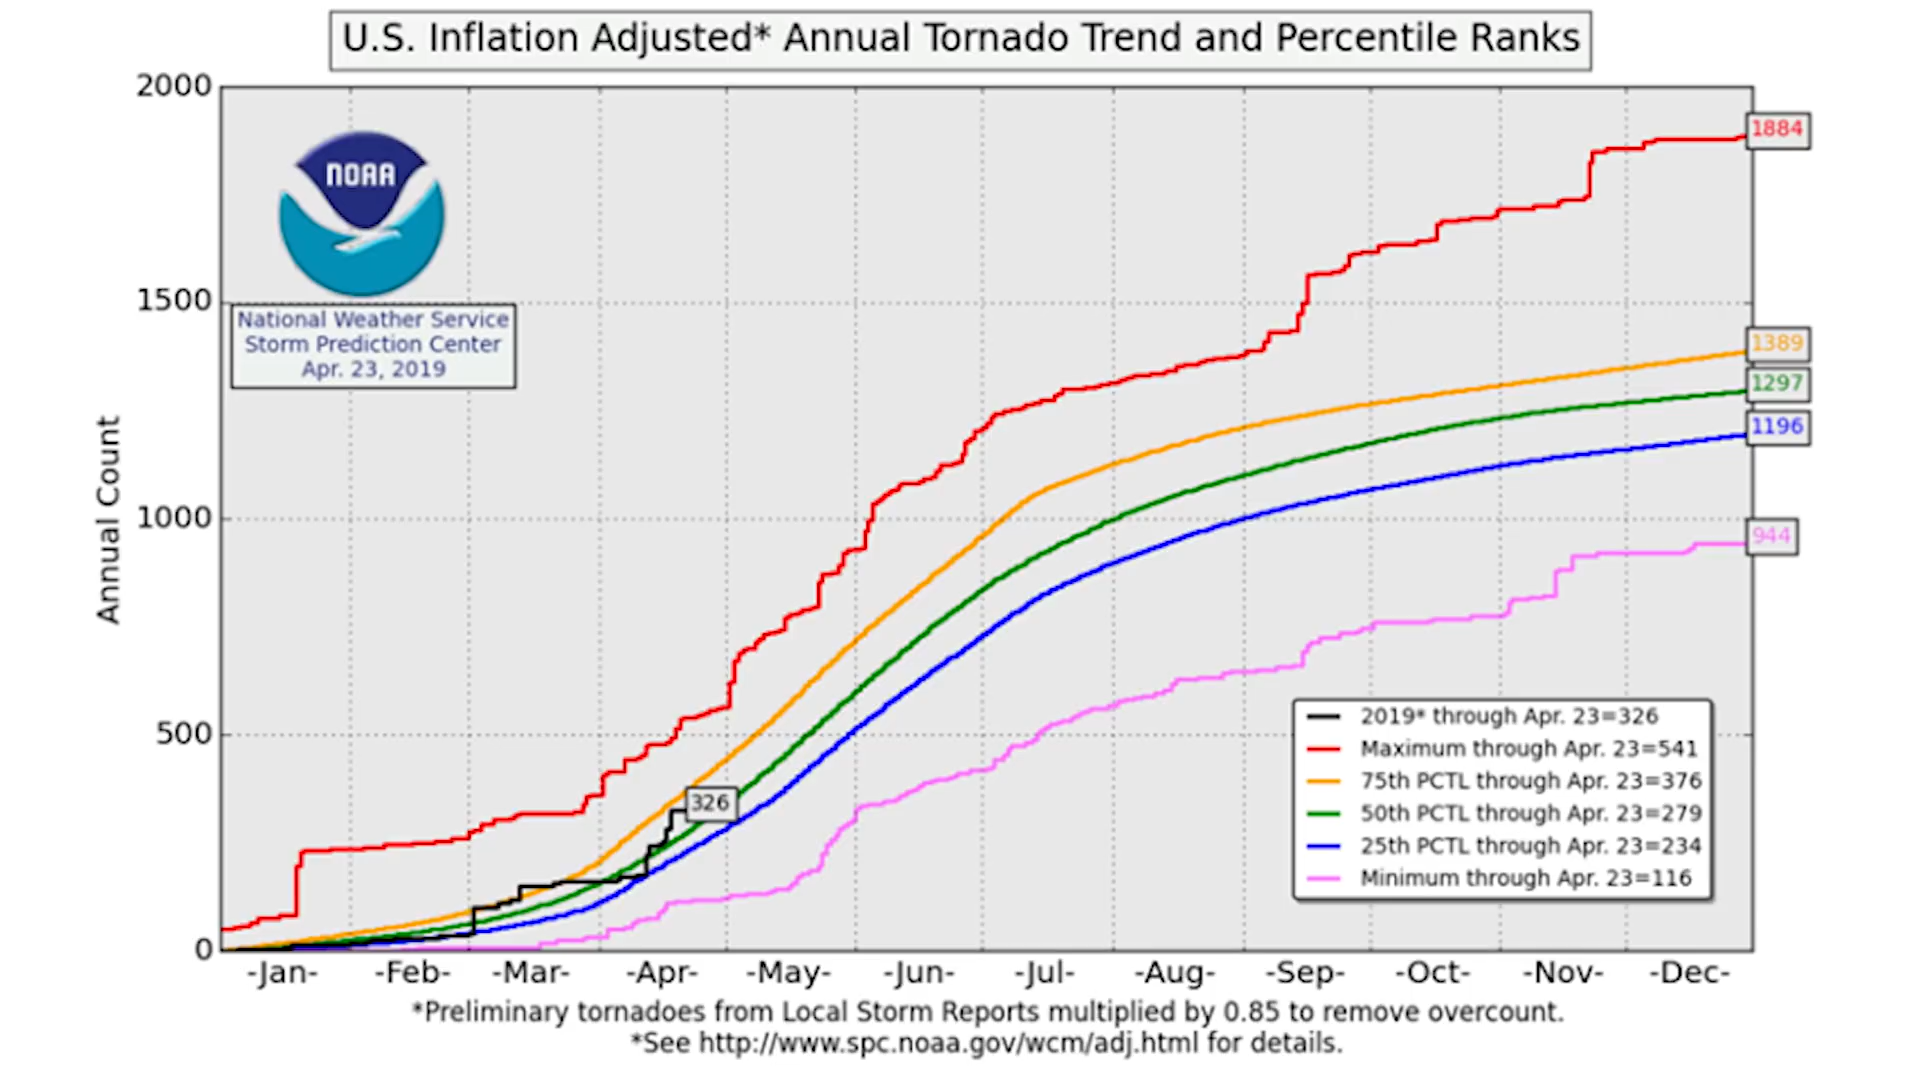 U.S. Inflation Adjusted* Annual Tornado Trend and Percentile Ranks
2000
1500
1000
500
0
Annual Count
NOAA
National Weather Service
Storm Prediction Center
Apr. 23, 2019
1884
1389
1297
1196
944
326
2019* through Apr. 23=326
Maximum through Apr. 23=541
75th PCTL through Apr. 23=376
50th PCTL through Apr. 23=279
25th PCTL through Apr. 23=234
Minimum through Apr. 23=116
-Jan- -Feb- -Mar- -Apr- -May- -Jun- -Jul- -Aug- -Sep- -Oct- -Nov- -Dec-
*Preliminary tornadoes from Local Storm Reports multiplied by 0.85 to remove overcount.
*See http://www.spc.noaa.gov/wcm/adj.html for details.